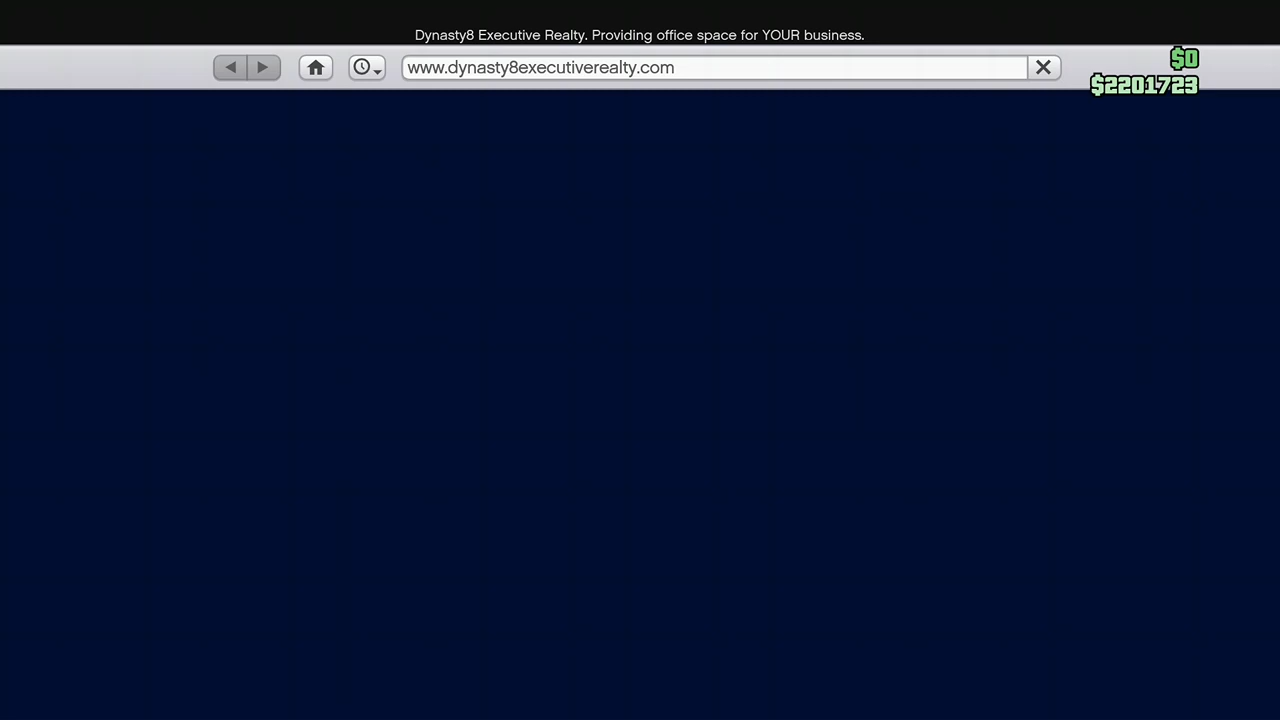 Dynasty8 Executive Realty. Providing office space for YOUR business.
www.dynasty8executiverealty.com
$0
$2201723